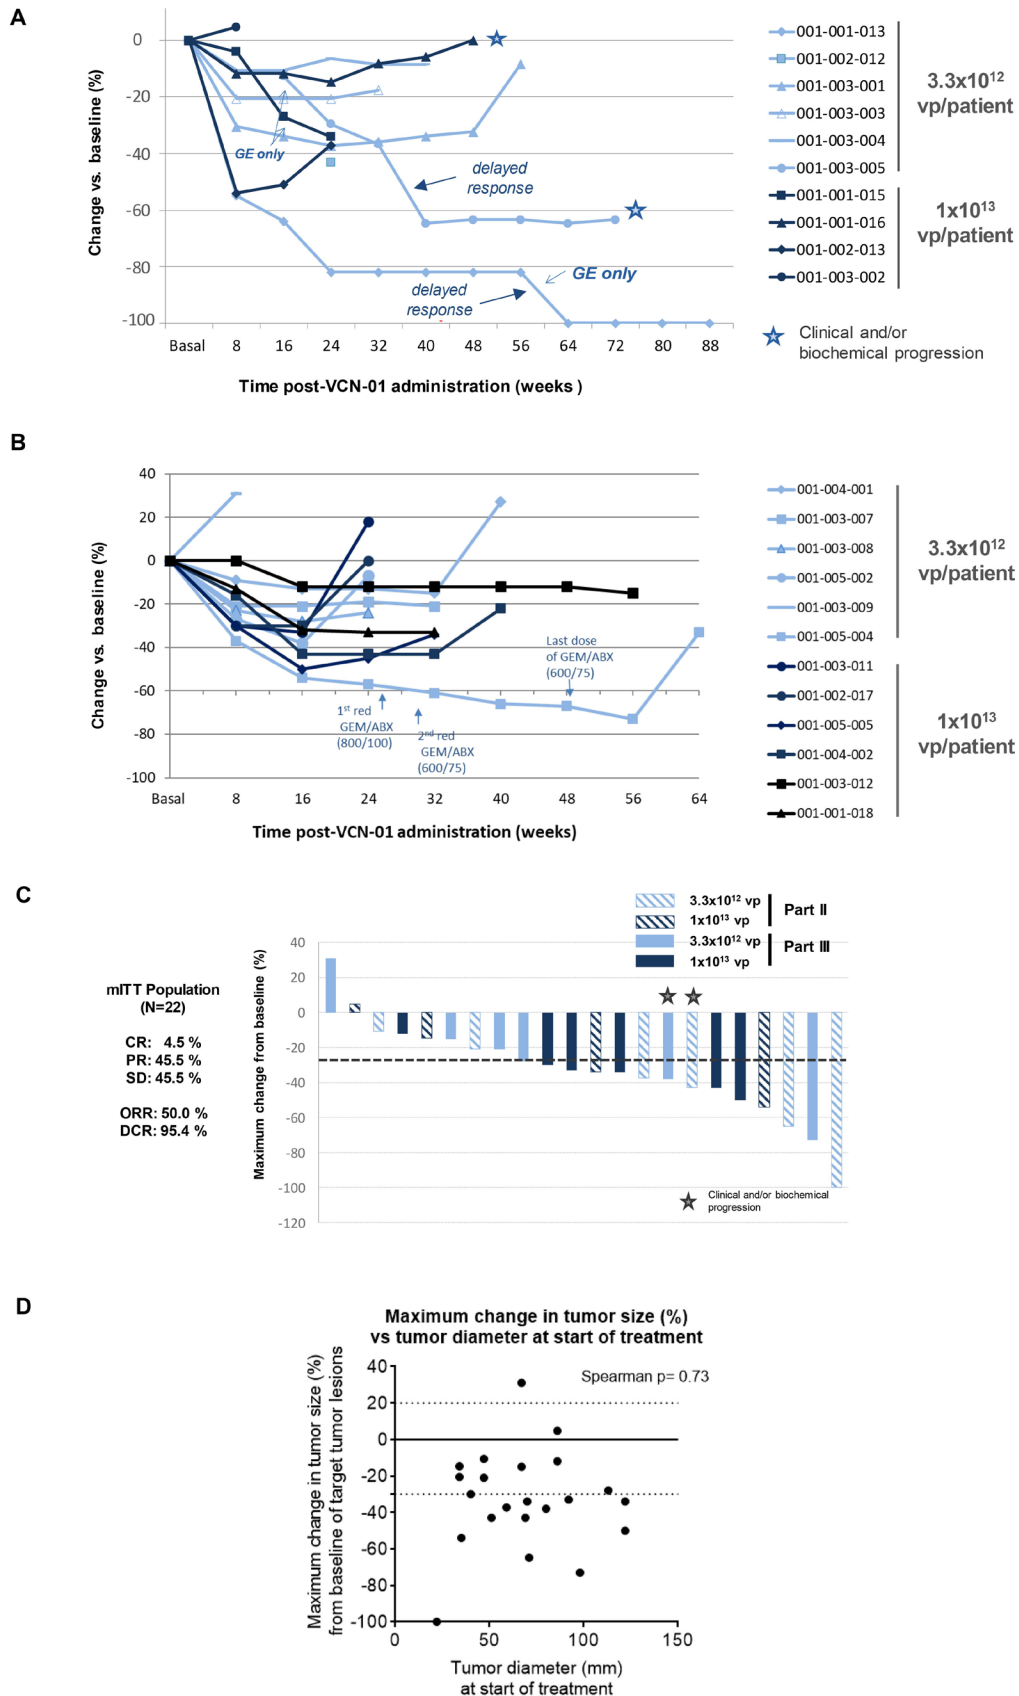 A
0
-20
-40
-60
-80
-100
Change vs. baseline (%)
GE only
delayed
response
delayed
response
GE only
Basal 8 16 24 32 40 48 56 64 72 80 88
Time post-VCN-01 administration (weeks )
001-001-013
001-002-012
001-003-001
001-003-003
001-003-004
001-003-005
3.3x10¹²
vp/patient
001-001-015
001-001-016
001-002-013
001-003-002
1x10¹³
vp/patient
Clinical and/or
biochemical progression
B
40
20
0
-20
-40
-60
-80
-100
Change vs. baseline (%)
Last dose
of GEM/ABX
(600/75)
1ˢᵗ red
GEM/ABX
(800/100)
2ⁿᵈ red
GEM/ABX
(600/75)
Basal 8 16 24 32 40 48 56 64
Time post-VCN-01 administration (weeks)
001-004-001
001-003-007
001-003-008
001-005-002
001-003-009
001-005-004
3.3x10¹²
vp/patient
001-003-011
001-002-017
001-005-005
001-004-002
001-003-012
001-001-018
1x10¹³
vp/patient
C
3.3x10¹² vp
1x10¹³ vp
Part II
3.3x10¹² vp
1x10¹³ vp
Part III
mITT Population
(N=22)
CR: 4.5 %
PR: 45.5 %
SD: 45.5 %
ORR: 50.0 %
DCR: 95.4 %
Maximum change from baseline (%)
40
20
0
-20
-40
-60
-80
-100
-120
Clinical and/or biochemical
progression
D
Maximum change in tumor size (%)
vs tumor diameter at start of treatment
Spearman p= 0.73
Maximum change in tumor size (%)
from baseline of target tumor lesions
40
20
0
-20
-40
-60
-80
-100
0 50 100 150
Tumor diameter (mm)
at start of treatment